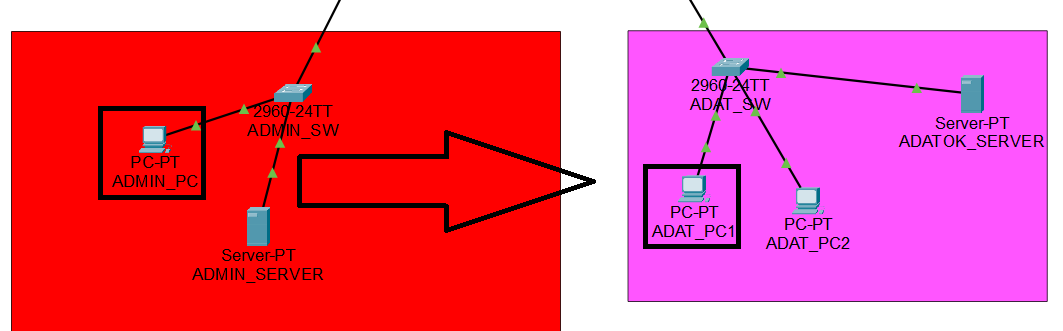 2960-24TT
ADMIN_SW
PC-PT
ADMIN_PC
Server-PT
ADMIN_SERVER
2960-24TT
ADAT_SW
Server-PT
ADATOK_SERVER
PC-PT
ADAT_PC1
PC-PT
ADAT_PC2